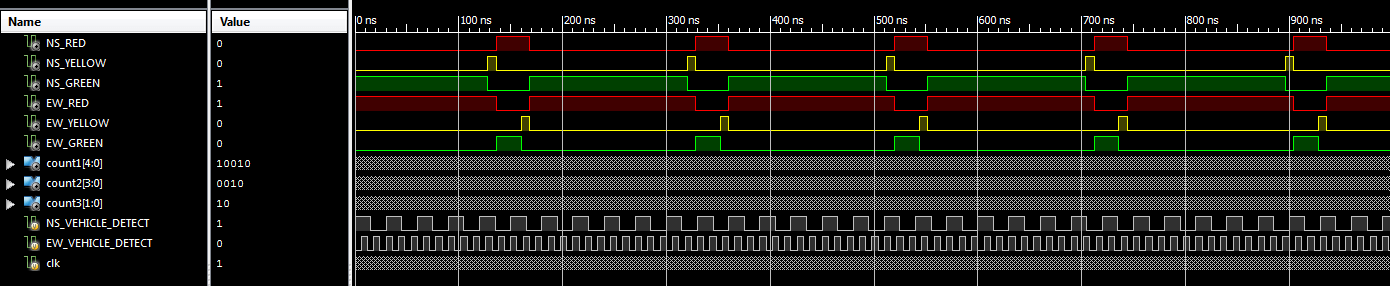 Name Value 0 ns 100 ns 200 ns 300 ns 400 ns 500 ns 600 ns 700 ns 800 ns 900 ns
NS_RED 0
NS_YELLOW 0
NS_GREEN 1
EW_RED 1
EW_YELLOW 0
EW_GREEN 0
count1[4:0] 10010
count2[3:0] 0010
count3[1:0] 10
NS_VEHICLE_DETECT 1
EW_VEHICLE_DETECT 0
clk 1